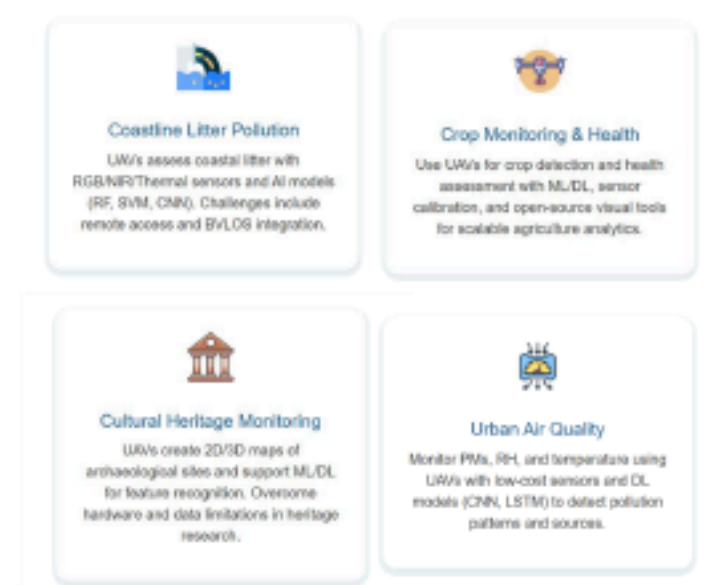 Coastline Litter Pollution
UAVs assess coastal litter with
RGB/NIR/Thermal sensors and AI models
(RF, SVM, CNN). Challenges include
remote access and BVLOS integration.
Crop Monitoring & Health
Use UAVs for crop detection and health
assessment with ML/DL, sensor
calibration, and open-source visual tools
for scalable agriculture analytics.
Cultural Heritage Monitoring
UAVs create 2D/3D maps of
archaeological sites and support ML/DL
for feature recognition. Overcome
hardware and data limitations in heritage
research.
Urban Air Quality
Monitor PMs, RH, and temperature using
UAVs with low-cost sensors and DL
models (CNN, LSTM) to detect pollution
patterns and sources.